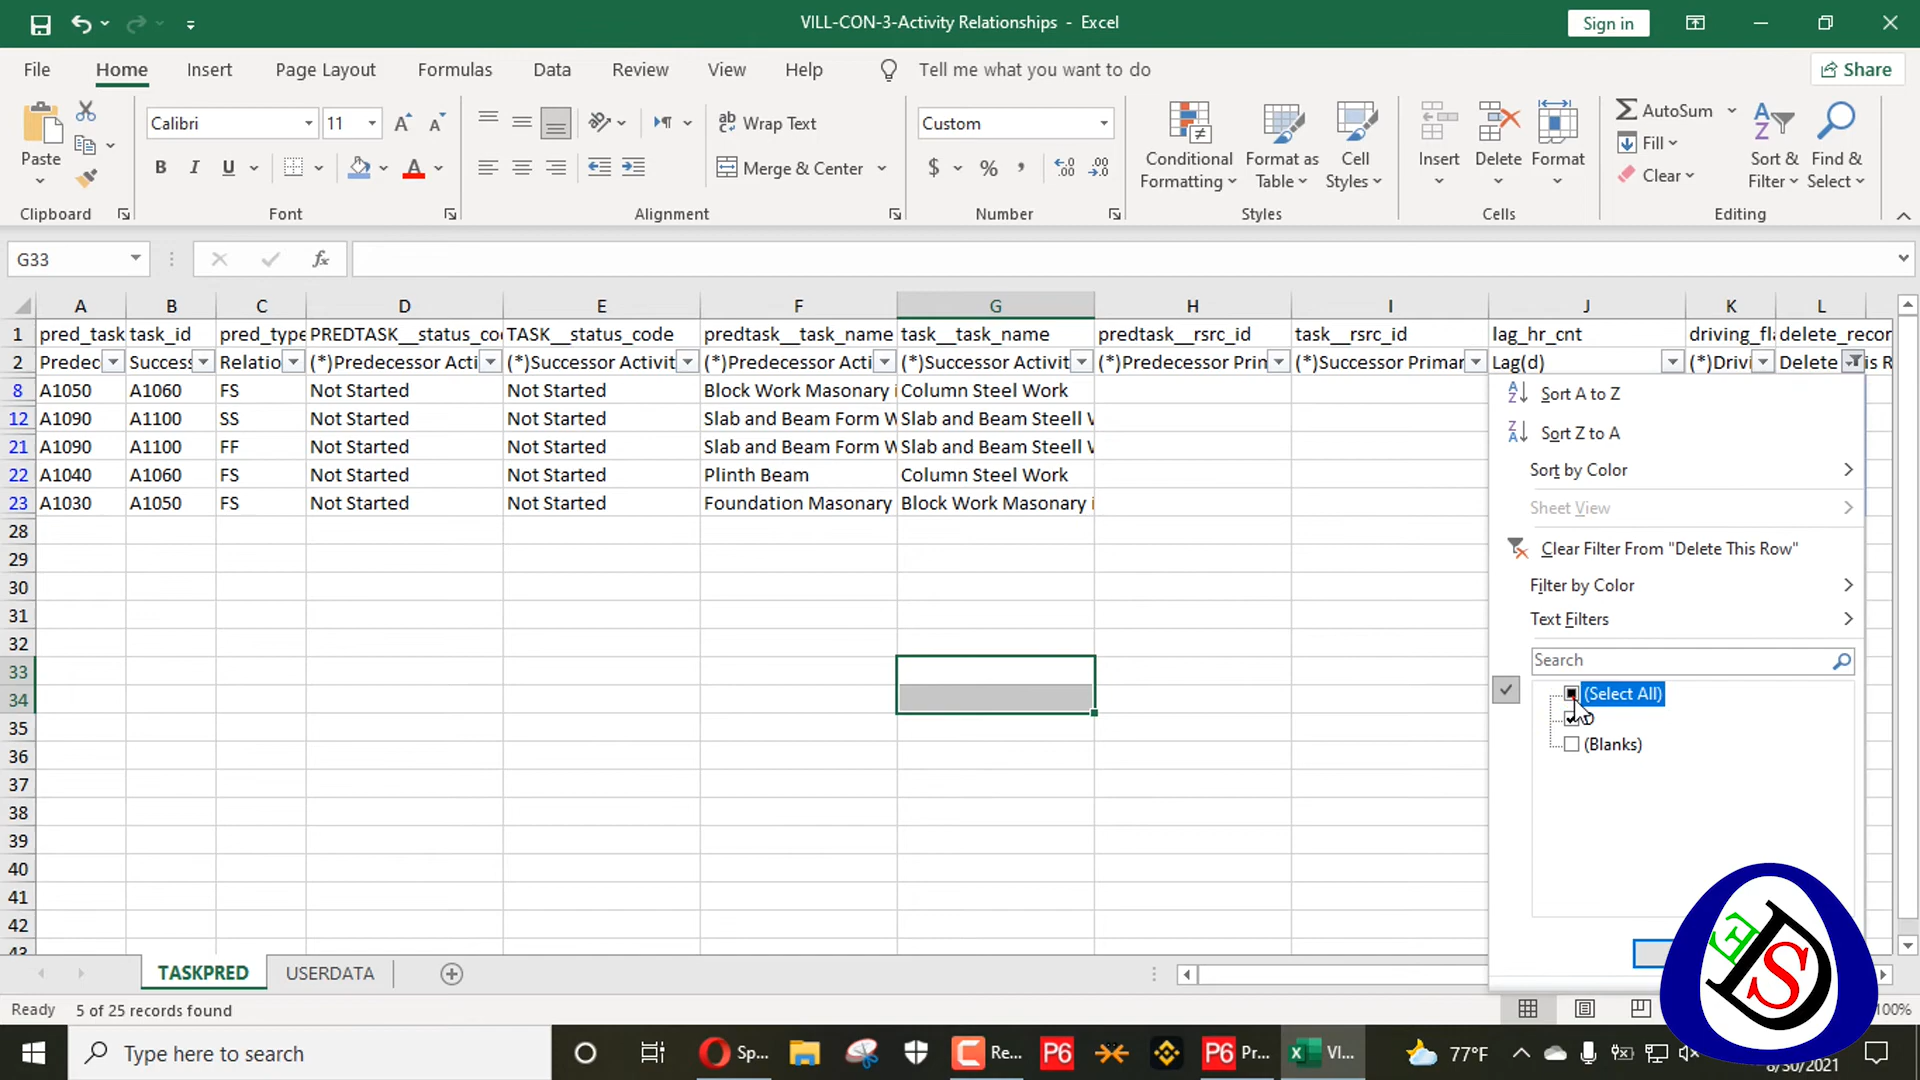 VILL-CON-3-Activity Relationships - Excel
Sign in
File Home Insert Page Layout Formulas Data Review View Help Tell me what you want to do Share
Paste
Clipboard
Calibri 11
B I U
Font
Wrap Text
Merge & Center
Alignment
Custom
$ % ,
Number
Conditional Formatting
Format as Table
Cell Styles
Styles
Insert Delete Format
Cells
AutoSum
Fill
Clear
Sort & Filter
Find & Select
Editing
G33 fx
A B C D E F G H I J K L
1 pred_task task_id pred_type PREDTASK__status_co TASK__status_code predtask__task_name task__task_name predtask__rsrc_id task__rsrc_id lag_hr_cnt driving_fla delete_recor
2 Predec Success Relatio (*)Predecessor Acti (*)Successor Activit (*)Predecessor Acti (*)Successor Activit (*)Predecessor Prin (*)Successor Primar Lag(d) (*)Drivi Delete is R
8 A1050 A1060 FS Not Started Not Started Block Work Masonary i Column Steel Work
12 A1090 A1100 SS Not Started Not Started Slab and Beam Form W Slab and Beam Steell V
21 A1090 A1100 FF Not Started Not Started Slab and Beam Form W Slab and Beam Steell V
22 A1040 A1060 FS Not Started Not Started Plinth Beam Column Steel Work
23 A1030 A1050 FS Not Started Not Started Foundation Masonary Block Work Masonary i
28
29
30
31
32
33
34
35
36
37
38
39
40
41
42
43
Sort A to Z
Sort Z to A
Sort by Color
Sheet View
Clear Filter From "Delete This Row"
Filter by Color
Text Filters
Search
(Select All)
D
(Blanks)
TASKPRED USERDATA
Ready 5 of 25 records found
100%
E D S
Type here to search
Sp...
Re...
P6
P6 Pr...
VI...
77°F
8/30/2021